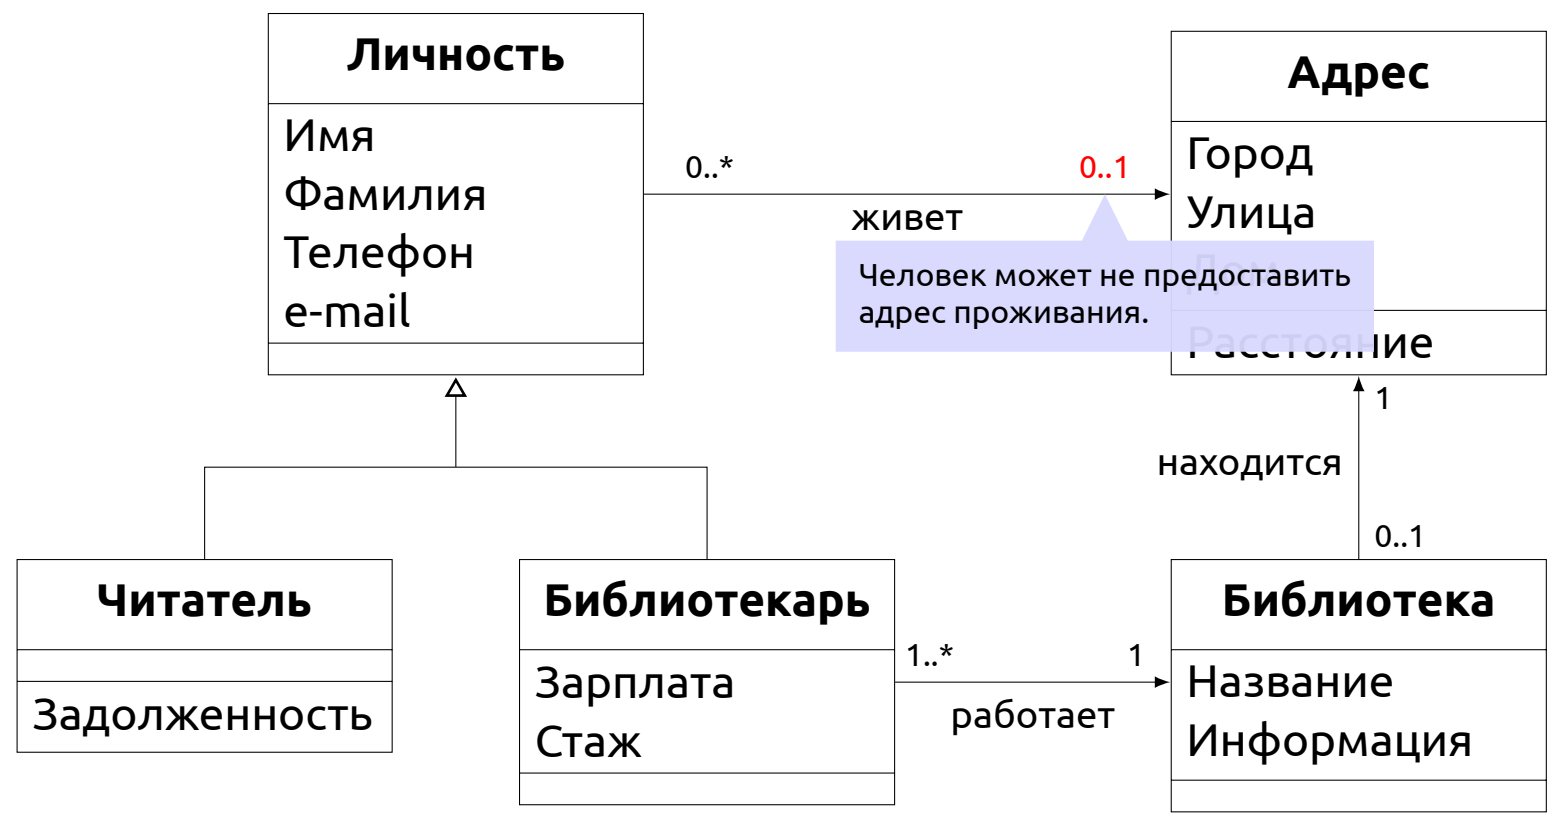 Личность
Имя
Фамилия
Телефон
e-mail
0..*
0..1
живет
Человек может не предоставить
адрес проживания.
Адрес
Город
Улица
Дом
Расстояние
1
находится
0..1
Читатель
Задолженность
Библиотекарь
Зарплата
Стаж
1..*
1
работает
Библиотека
Название
Информация